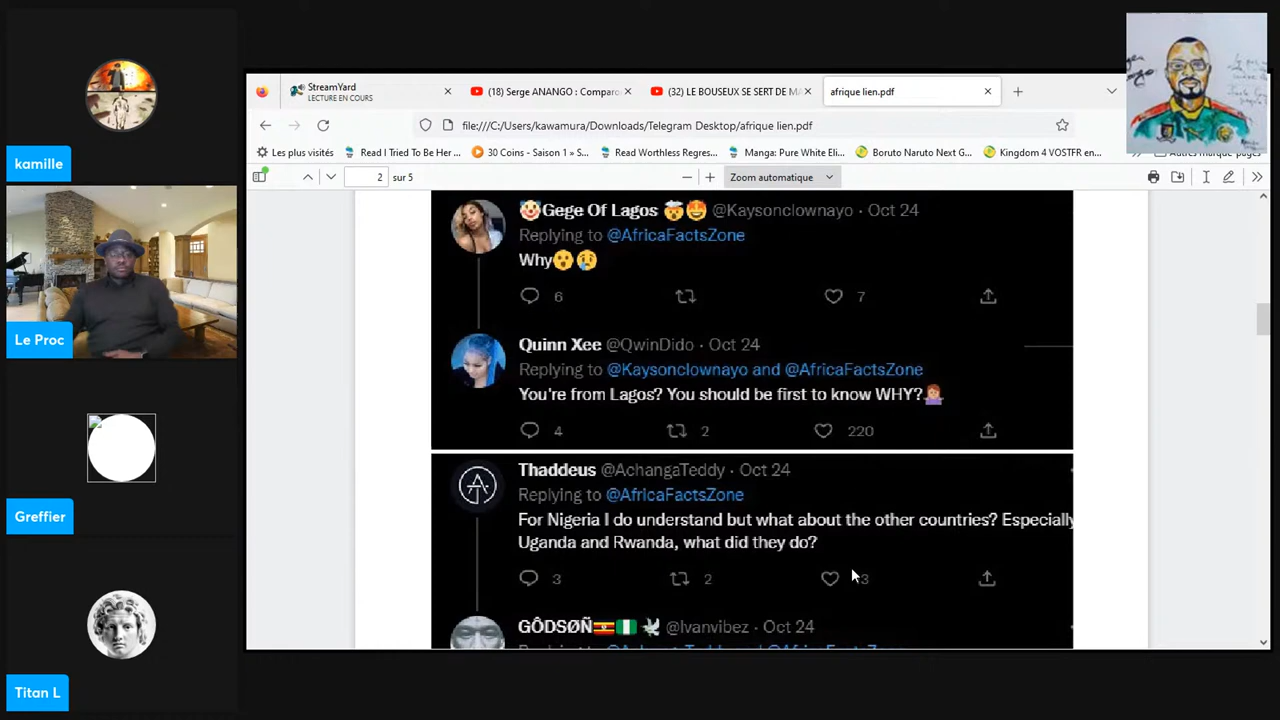 kamille
Le Proc
Greffier
Titan L
StreamYard
LECTURE EN COURS
(18) Serge ANANGO : Comparo
(32) LE BOUSEUX SE SERT DE MA
afrique lien.pdf
file:///C:/Users/kawamura/Downloads/Telegram Desktop/afrique lien.pdf
Les plus visités
Read I Tried To Be Her ...
30 Coins - Saison 1 » S...
Read Worthless Regres...
Manga: Pure White Eli...
Boruto Naruto Next G...
Kingdom 4 VOSTFR en...
2 sur 5
Zoom automatique
Gege Of Lagos @Kaysonclownayo · Oct 24
Replying to @AfricaFactsZone
Why
6 7
Quinn Xee @QwinDido · Oct 24
Replying to @Kaysonclownayo and @AfricaFactsZone
You're from Lagos? You should be first to know WHY?
4 2 220
Thaddeus @AchangaTeddy · Oct 24
Replying to @AfricaFactsZone
For Nigeria I do understand but what about the other countries? Especially
Uganda and Rwanda, what did they do?
3 2 3
GÔDSØÑ @Ivanvibez · Oct 24